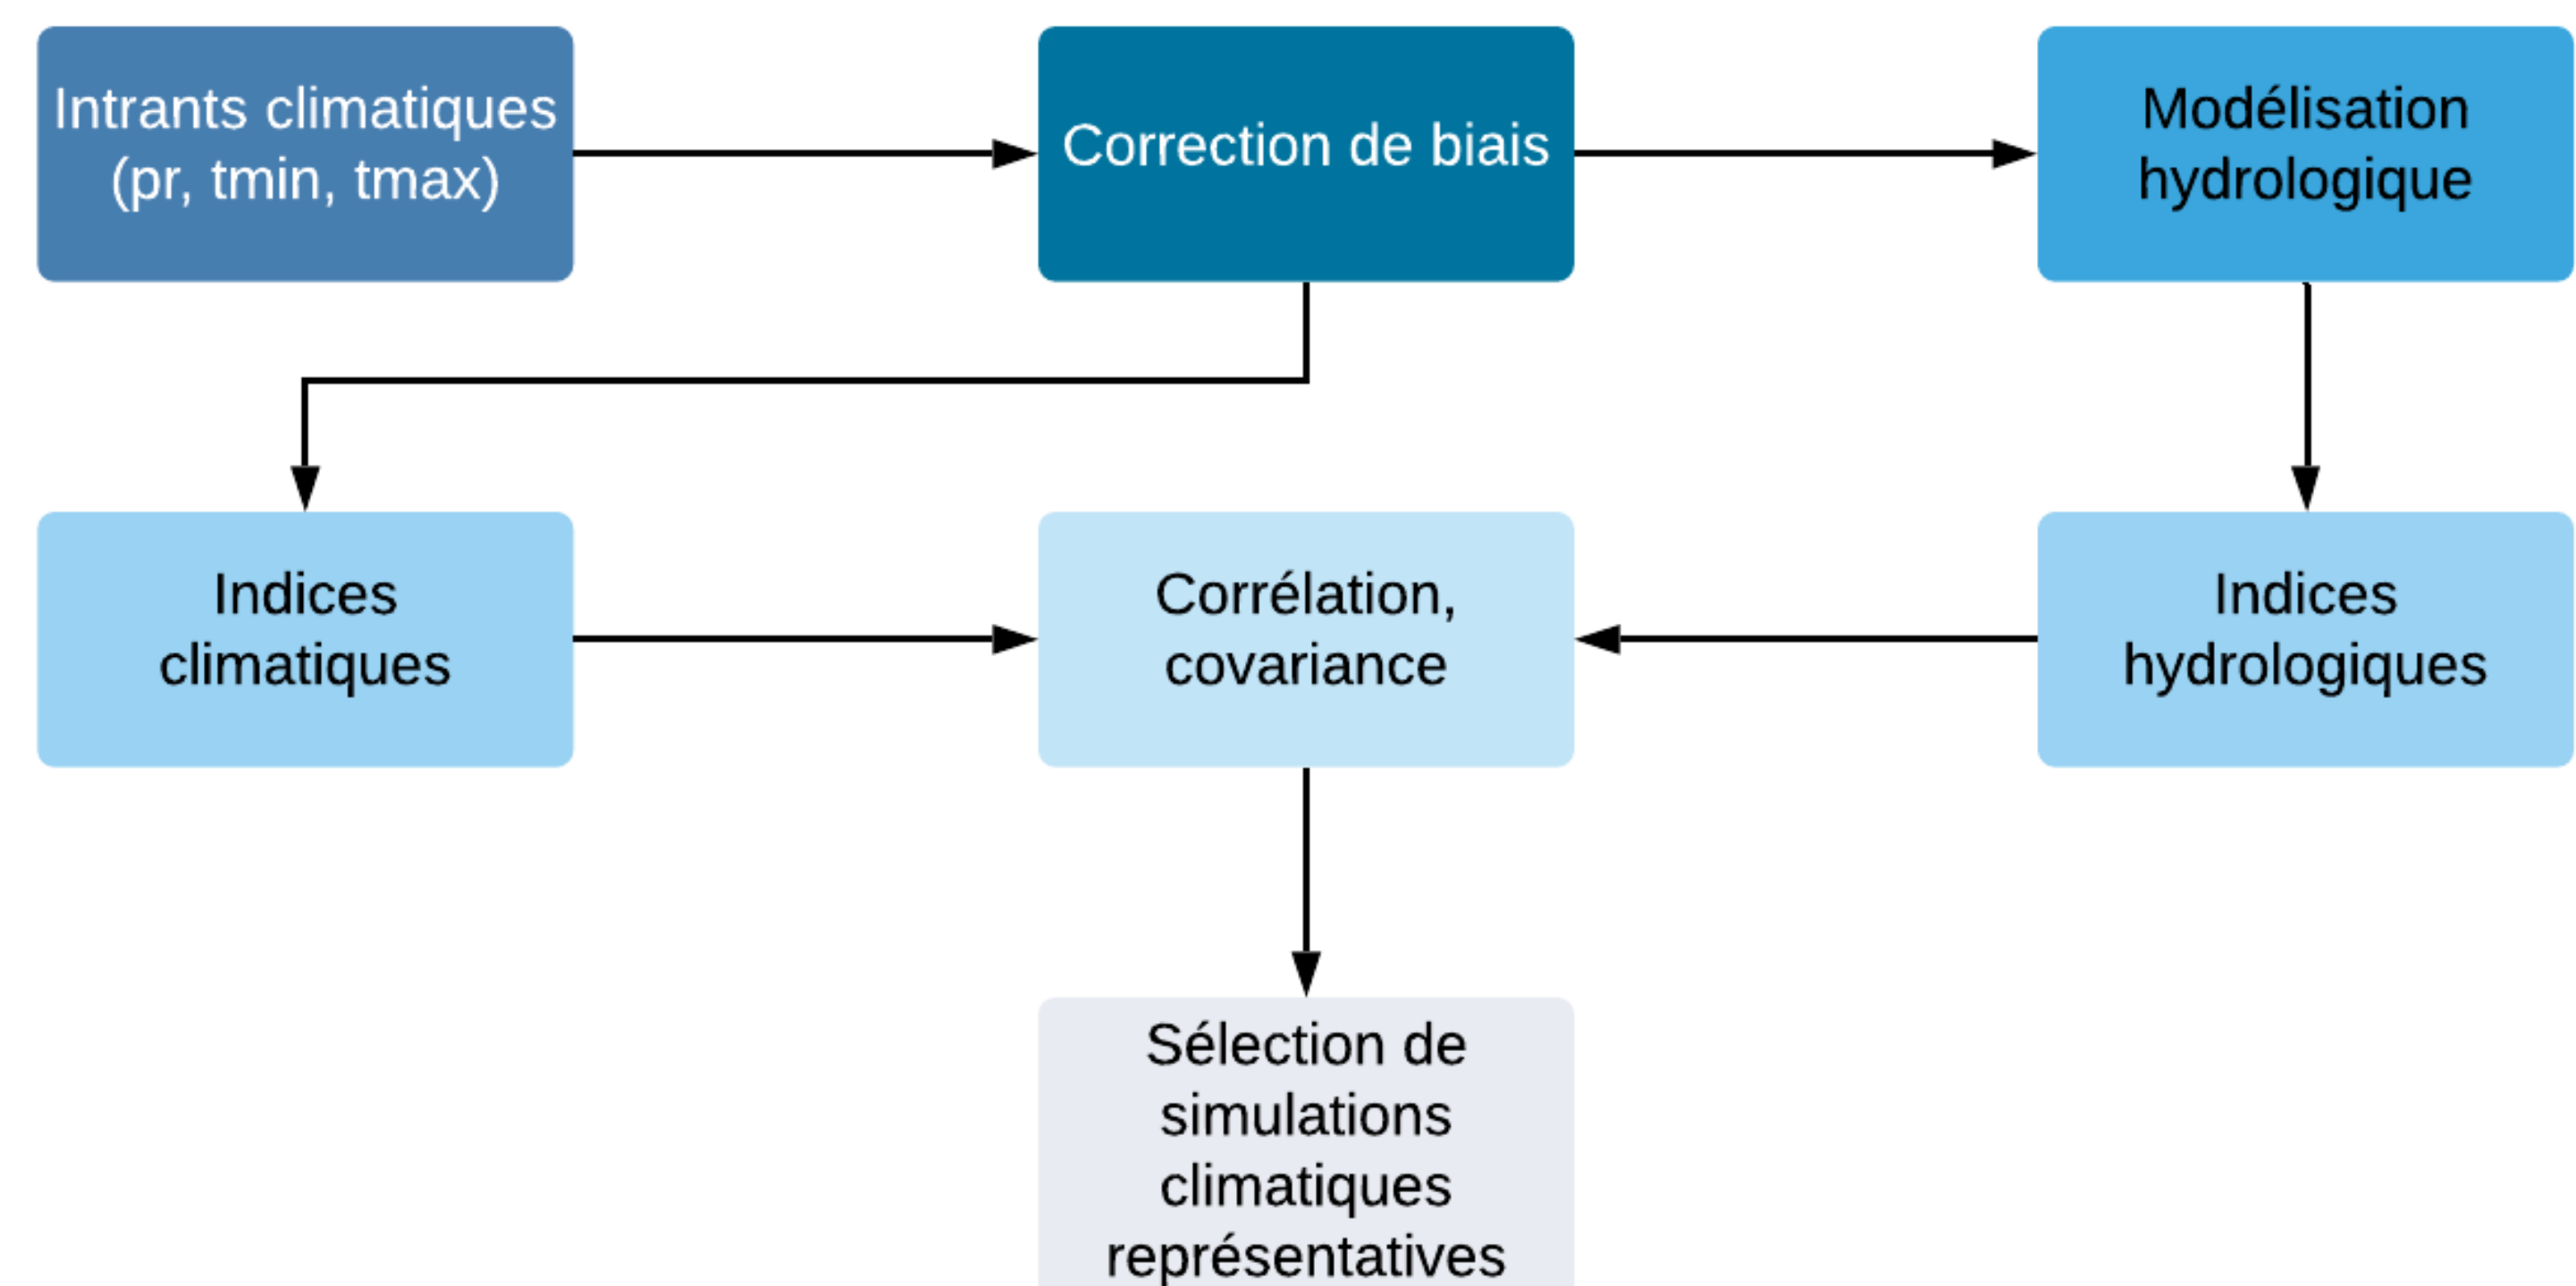 Intrants climatiques
(pr, tmin, tmax)
Correction de biais
Modélisation
hydrologique
Indices
climatiques
Corrélation,
covariance
Indices
hydrologiques
Sélection de
simulations
climatiques
représentatives